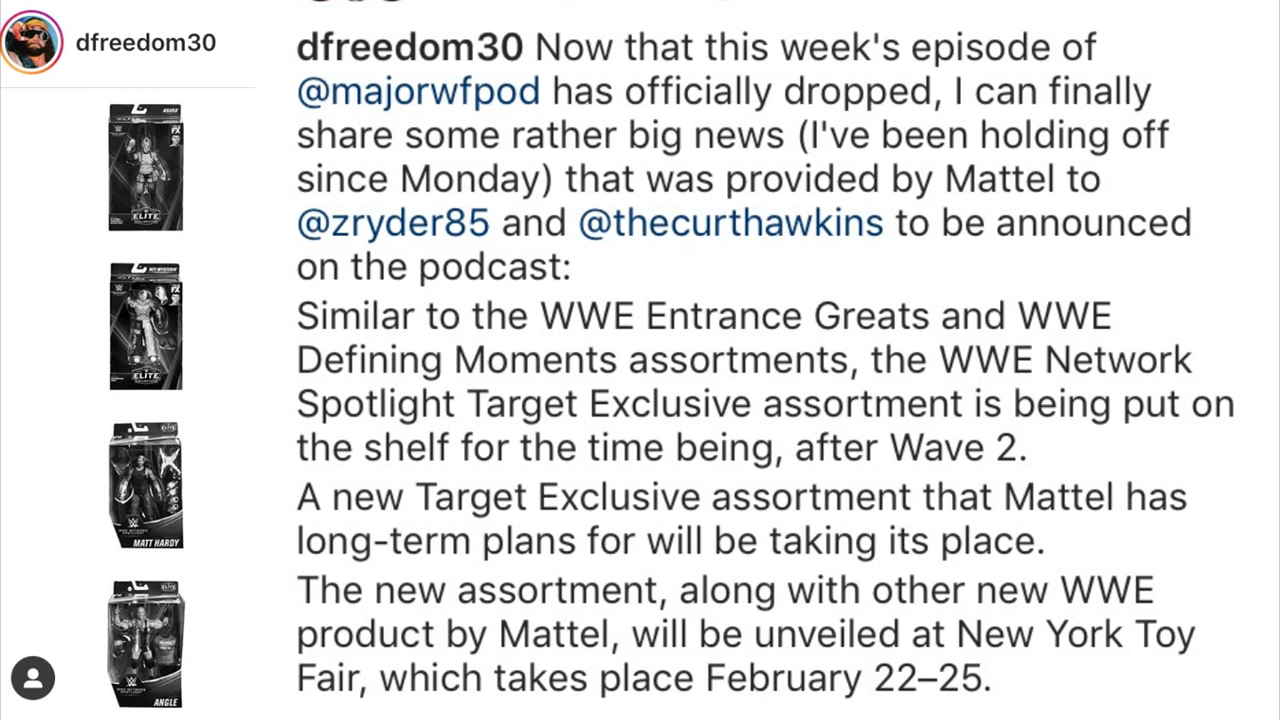 dfreedom30
ASUKA
ELITE
REY MYSTERIO
ELITE
ELITE
MATT HARDY
ANGLE
dfreedom30 Now that this week's episode of
@majorwfpod has officially dropped, I can finally
share some rather big news (I've been holding off
since Monday) that was provided by Mattel to
@zryder85 and @thecurthawkins to be announced
on the podcast:
Similar to the WWE Entrance Greats and WWE
Defining Moments assortments, the WWE Network
Spotlight Target Exclusive assortment is being put on
the shelf for the time being, after Wave 2.
A new Target Exclusive assortment that Mattel has
long-term plans for will be taking its place.
The new assortment, along with other new WWE
product by Mattel, will be unveiled at New York Toy
Fair, which takes place February 22–25.